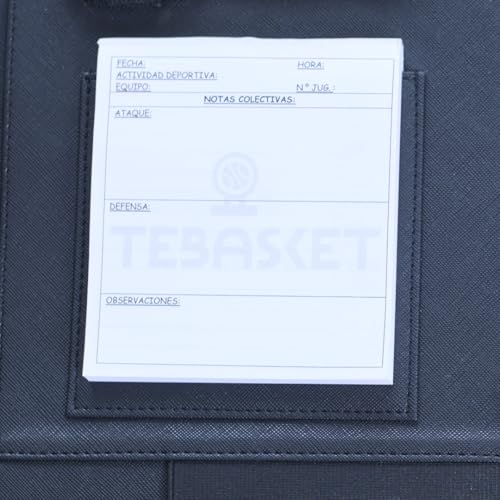 FECHA: HORA:
ACTIVIDAD DEPORTIVA:
EQUIPO: Nº JUG.:
NOTAS COLECTIVAS:
ATAQUE:
DEFENSA:
TEBASKET
OBSERVACIONES: